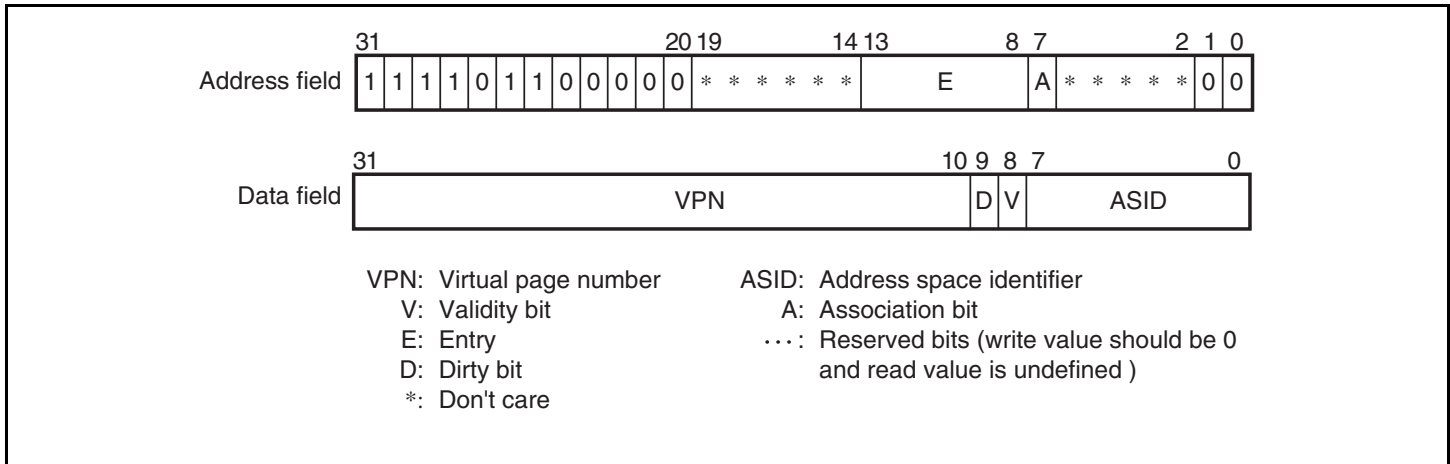 31 20 19 14 13 8 7 2 1 0
Address field 1 1 1 1 0 1 1 0 0 0 0 0 * * * * * * E A * * * * * 0 0
31 10 9 8 7 0
Data field VPN D V ASID
VPN: Virtual page number ASID: Address space identifier
V: Validity bit A: Association bit
E: Entry ···: Reserved bits (write value should be 0
D: Dirty bit and read value is undefined )
*: Don't care